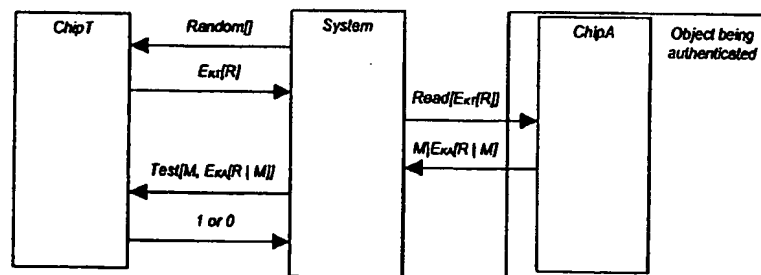 ChipT
Random[]
System
ChipA
Object being
authenticated
EKT[R]
Read[EKT[R]]
M|EKA[R | M]
Test[M, EKA[R | M]]
1 or 0